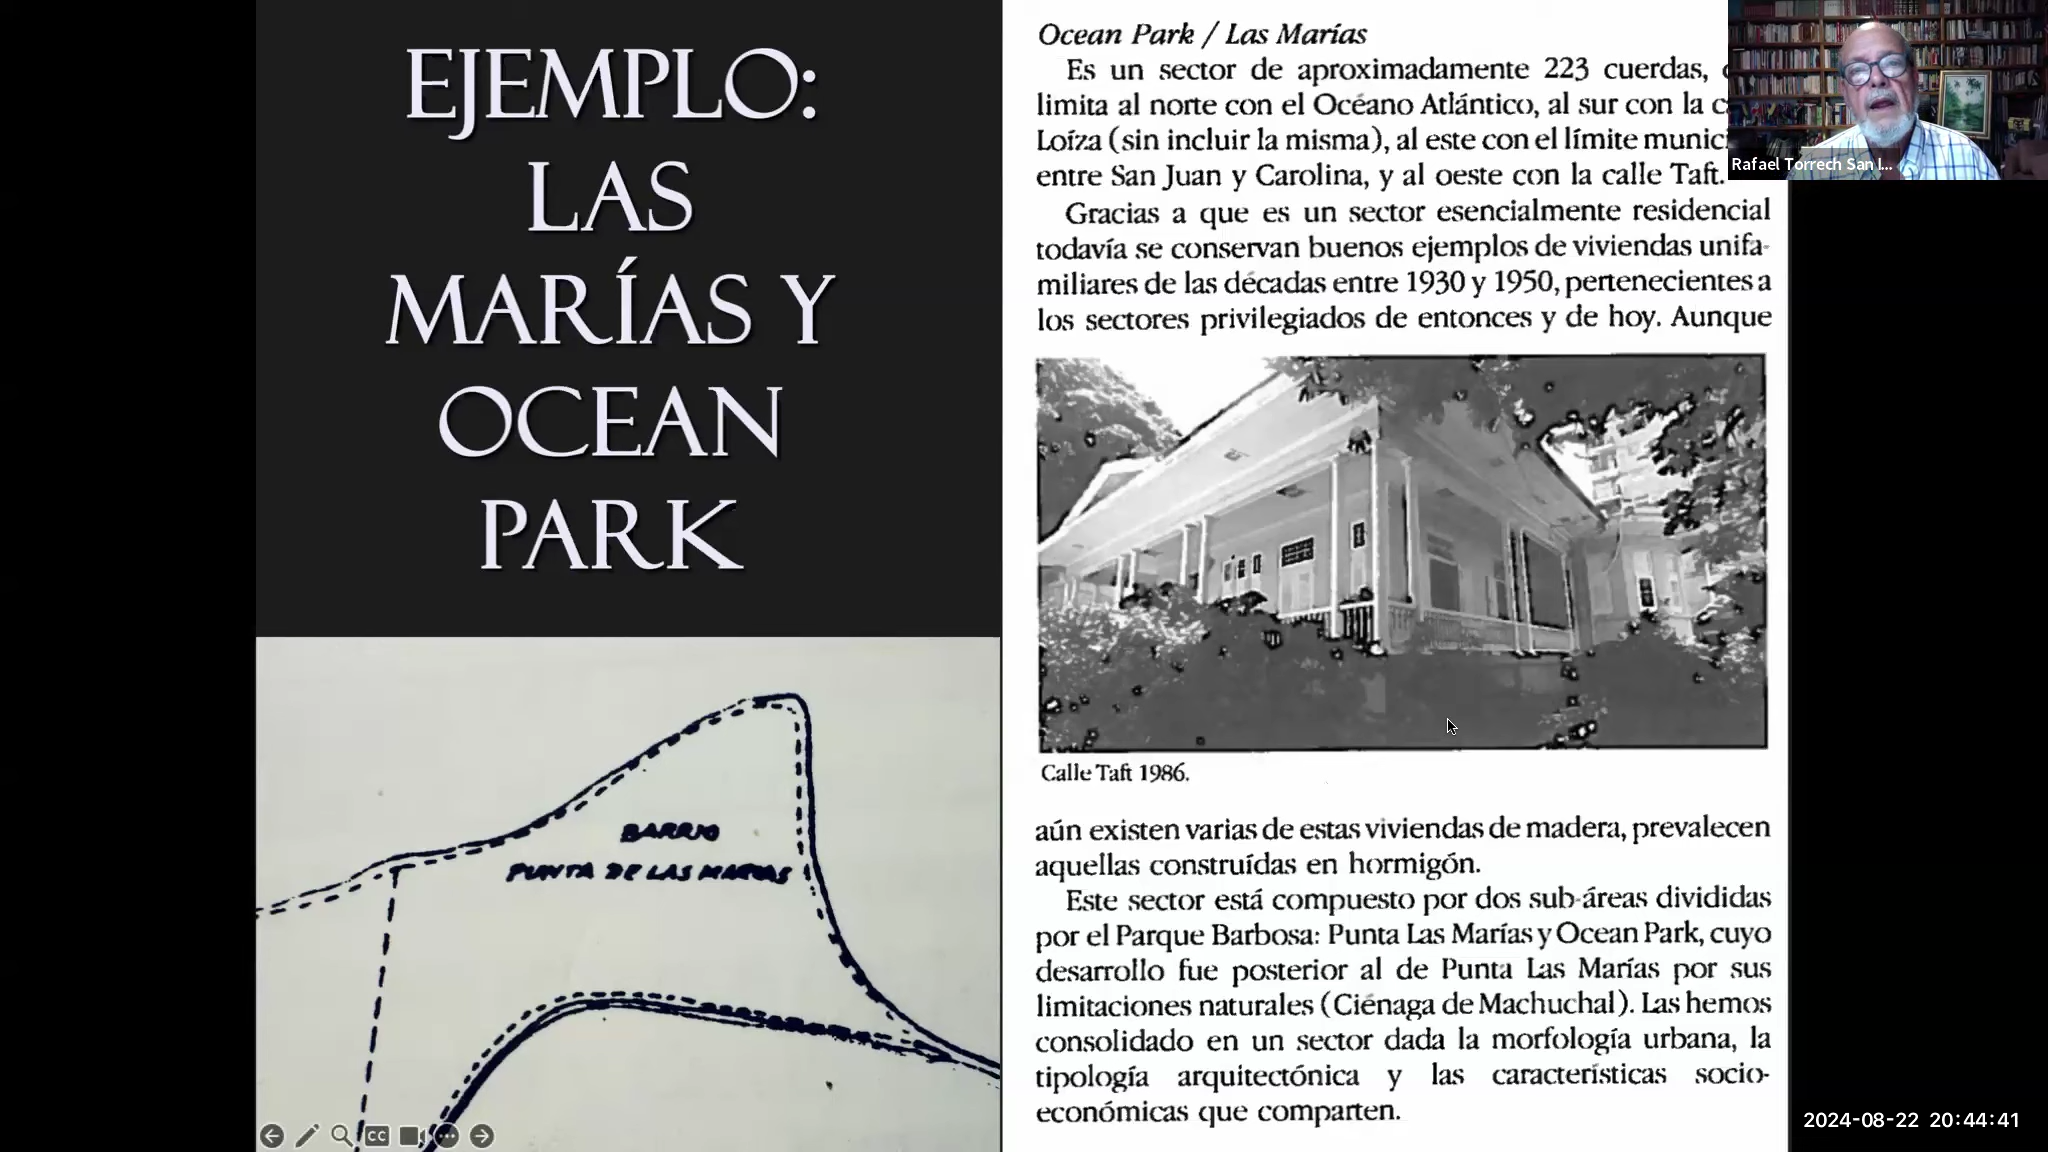 EJEMPLO:
LAS
MARÍAS Y
OCEAN
PARK
BARRIO
PUNTA DE LAS MARIAS
Ocean Park / Las Marías
Es un sector de aproximadamente 223 cuerdas,
limita al norte con el Océano Atlántico, al sur con la
Loíza (sin incluir la misma), al este con el límite
entre San Juan y Carolina, y al oeste con la calle Taft.
Gracias a que es un sector esencialmente residencial
todavía se conservan buenos ejemplos de viviendas unifa-
miliares de las décadas entre 1930 y 1950, pertenecientes a
los sectores privilegiados de entonces y de hoy. Aunque
Calle Taft 1986.
aún existen varias de estas viviendas de madera, prevalecen
aquellas construídas en hormigón.
Este sector está compuesto por dos sub-áreas divididas
por el Parque Barbosa: Punta Las Marías y Ocean Park, cuyo
desarrollo fue posterior al de Punta Las Marías por sus
limitaciones naturales (Ciénaga de Machuchal). Las hemos
consolidado en un sector dada la morfología urbana, la
tipología arquitectónica y las características socio-
económicas que comparten.
Rafael Torrech San I...
CC
2024-08-22 20:44:41